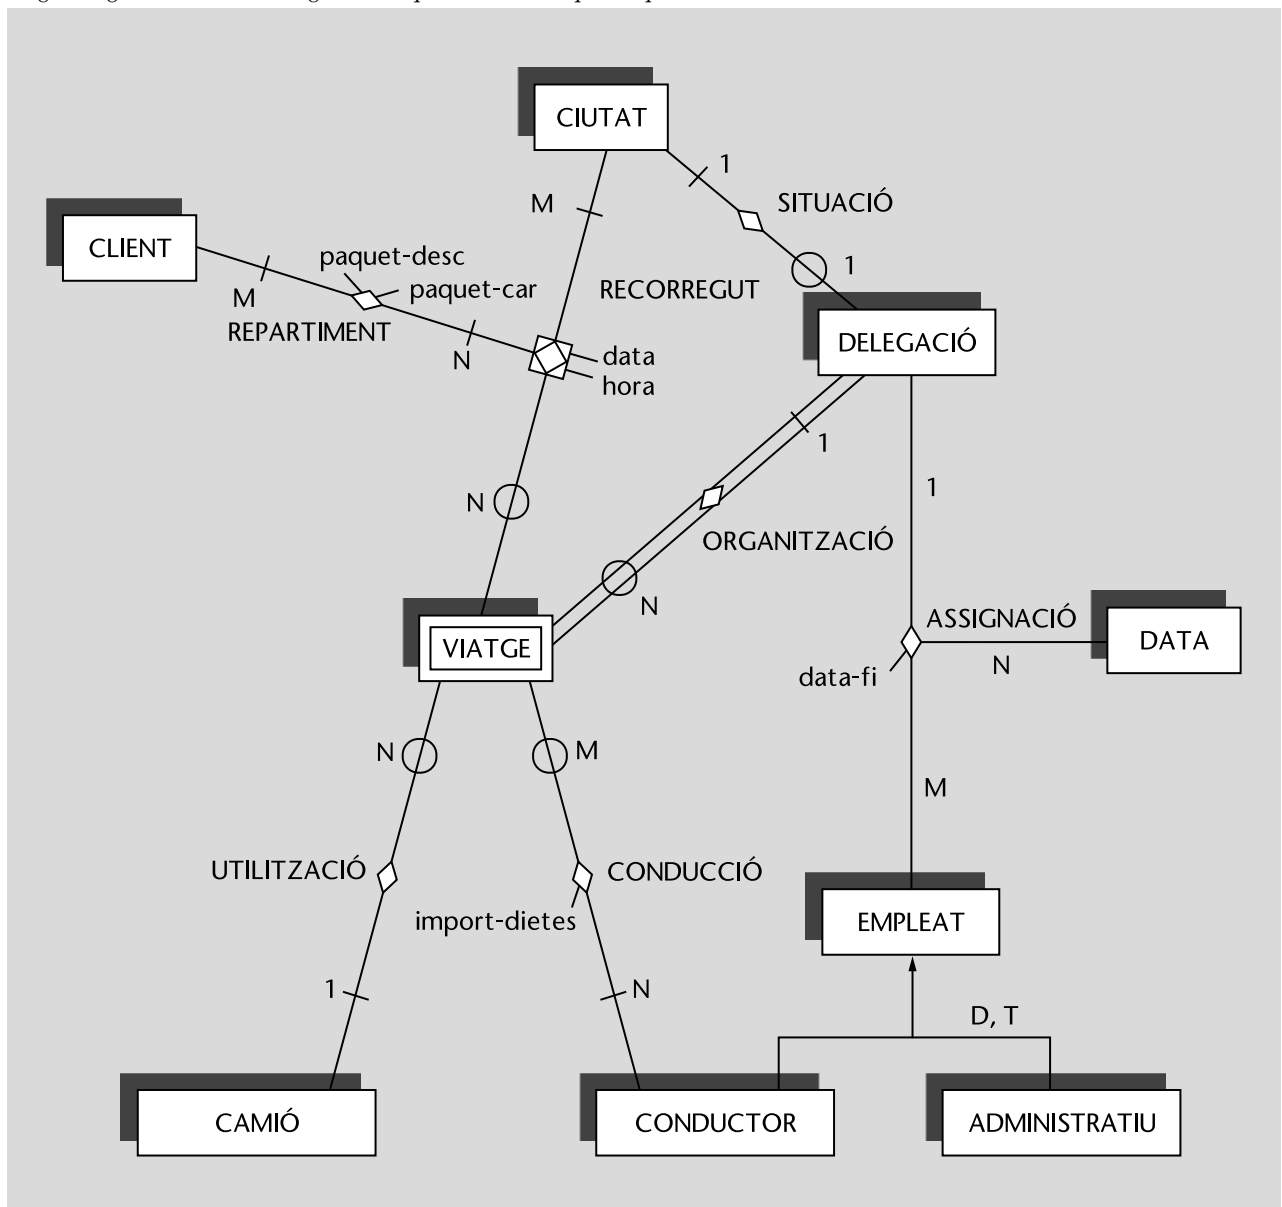 CIUTAT
1
SITUACIÓ
M
CLIENT
paquet-desc
1
M
paquet-car
RECORREGUT
REPARTIMENT
DELEGACIÓ
N
data
hora
1
N
1
ORGANITZACIÓ
N
ASSIGNACIÓ
DATA
VIATGE
N
data-fi
N
M
M
UTILITZACIÓ
CONDUCCIÓ
import-dietes
EMPLEAT
1
N
D, T
CAMIÓ
CONDUCTOR
ADMINISTRATIU